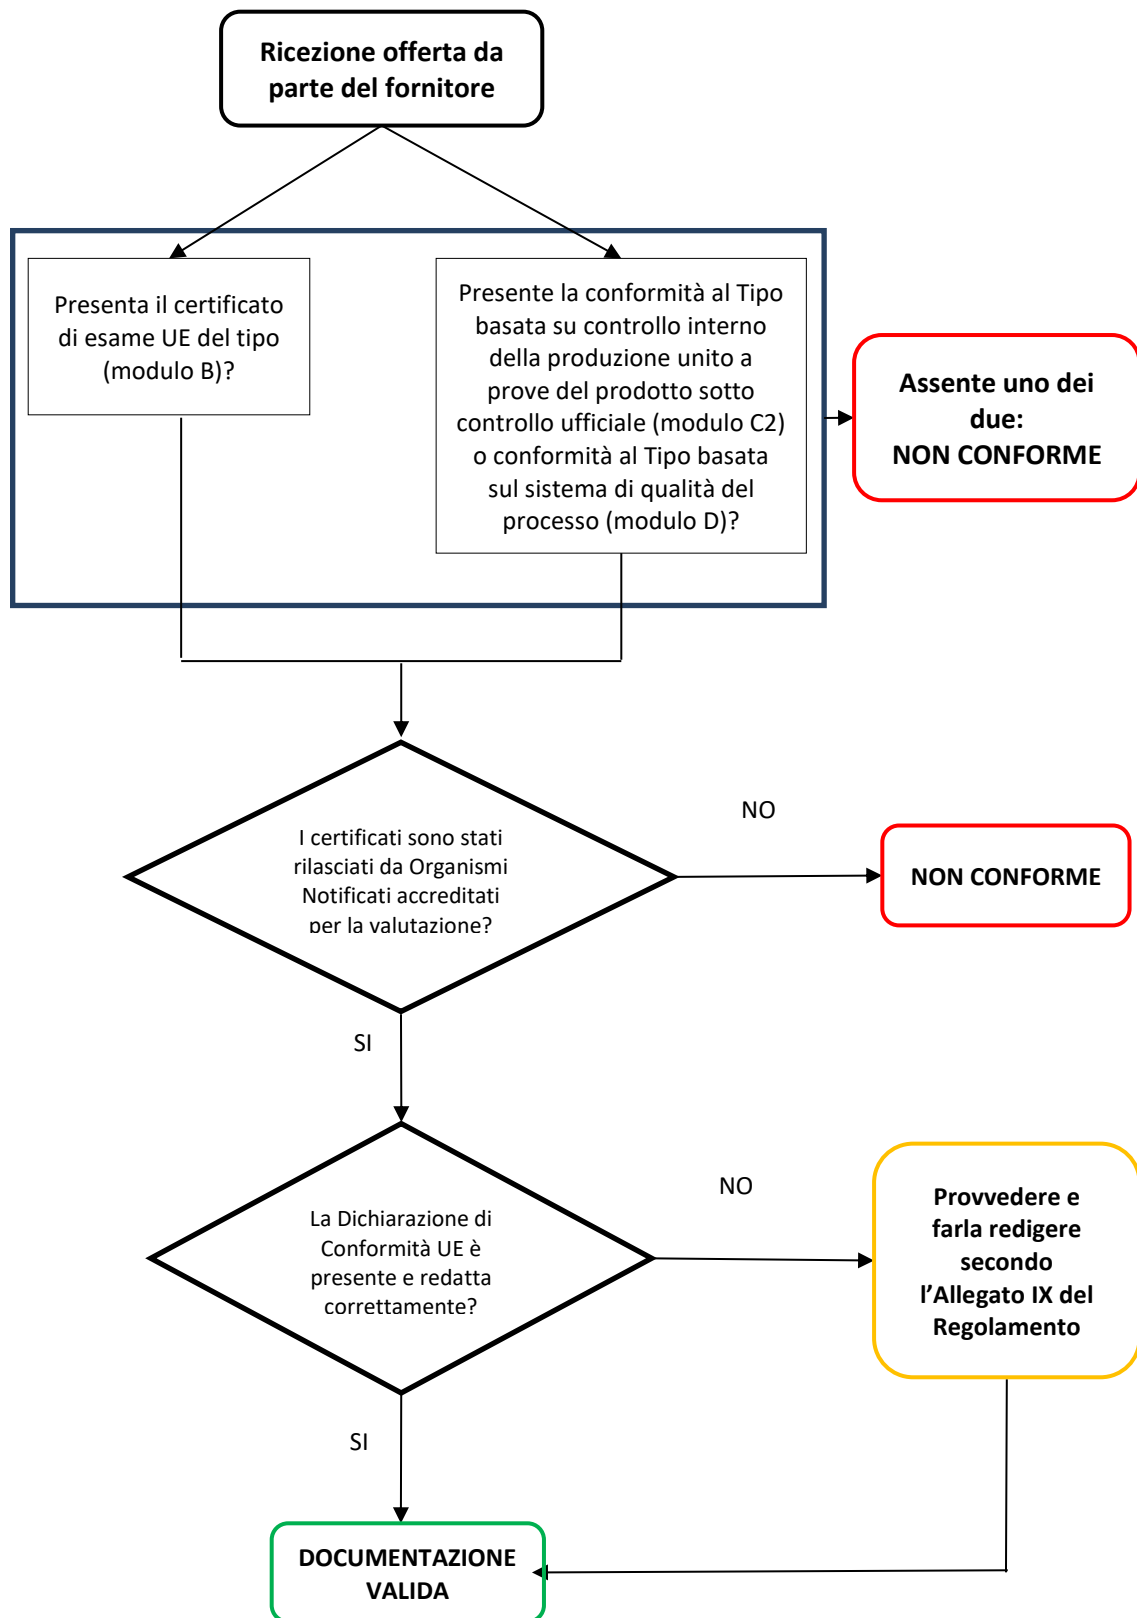 Ricezione offerta da
parte del fornitore
Presenta il certificato
di esame UE del tipo
(modulo B)?
Presente la conformità al Tipo
basata su controllo interno
della produzione unito a
prove del prodotto sotto
controllo ufficiale (modulo C2)
o conformità al Tipo basata
sul sistema di qualità del
processo (modulo D)?
Assente uno dei
due:
NON CONFORME
I certificati sono stati
rilasciati da Organismi
Notificati accreditati
per la valutazione?
NO
NON CONFORME
SI
La Dichiarazione di
Conformità UE è
presente e redatta
correttamente?
NO
Provvedere e
farla redigere
secondo
l’Allegato IX del
Regolamento
SI
DOCUMENTAZIONE
VALIDA